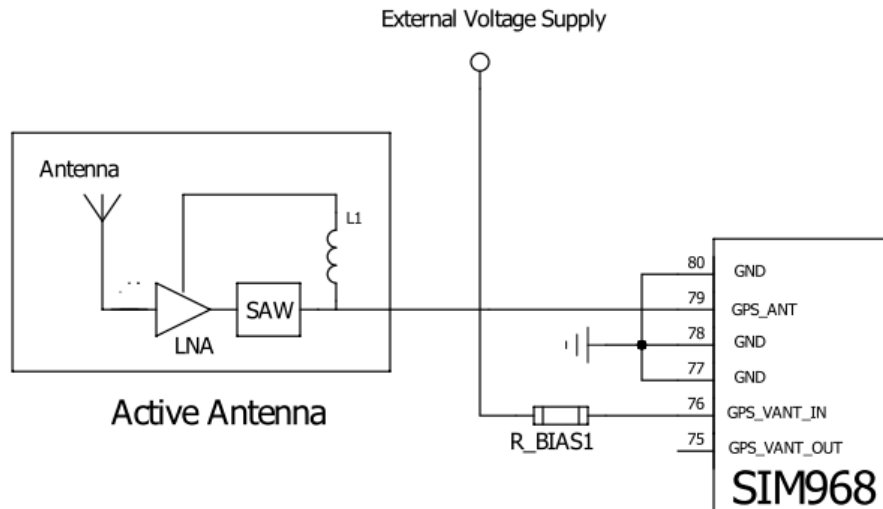 External Voltage Supply
Antenna
L1
SAW
LNA
Active Antenna
80 GND
79 GPS_ANT
78 GND
77 GND
76 GPS_VANT_IN
R_BIAS1
75 GPS_VANT_OUT
SIM968